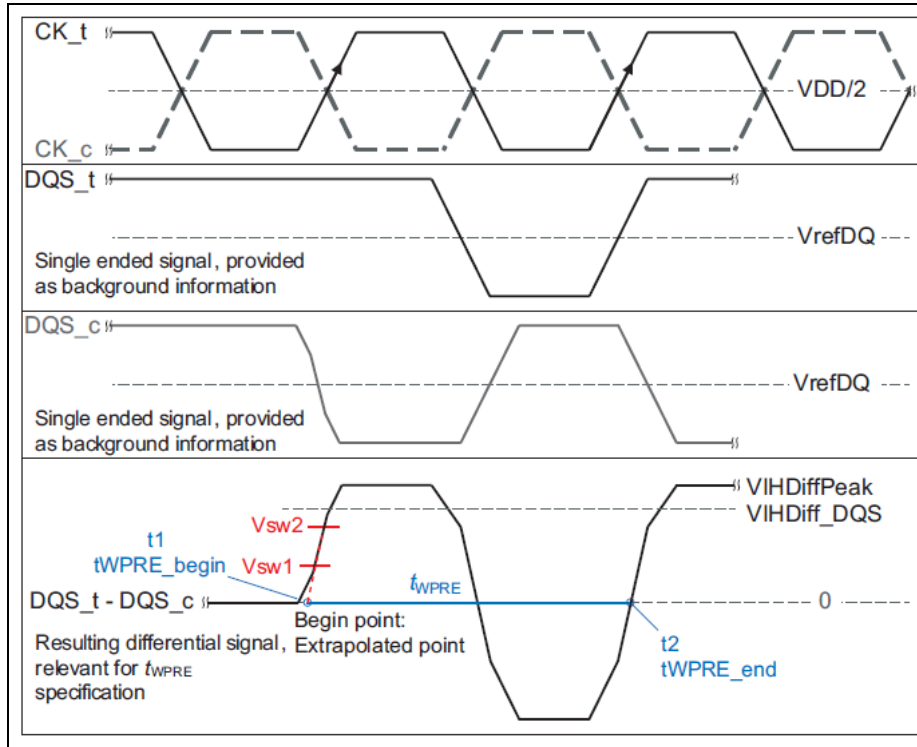 CK_t
VDD/2
CK_c
DQS_t
VrefDQ
Single ended signal, provided
as background information
DQS_c
VrefDQ
Single ended signal, provided
as background information
VIHDiffPeak
VIHDiff_DQS
Vsw2
t1
Vsw1
tWPRE_begin
tWPRE
DQS_t - DQS_c
0
Begin point:
Extrapolated point
Resulting differential signal,
relevant for tWPRE
specification
t2
tWPRE_end